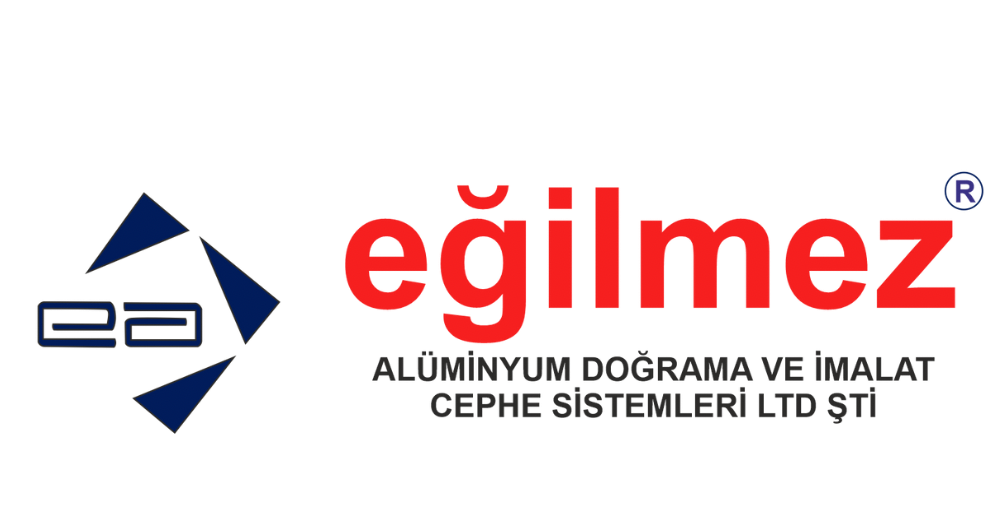 ea
eğilmez ®
ALÜMİNYUM DOĞRAMA VE İMALAT
CEPHE SİSTEMLERİ LTD ŞTİ